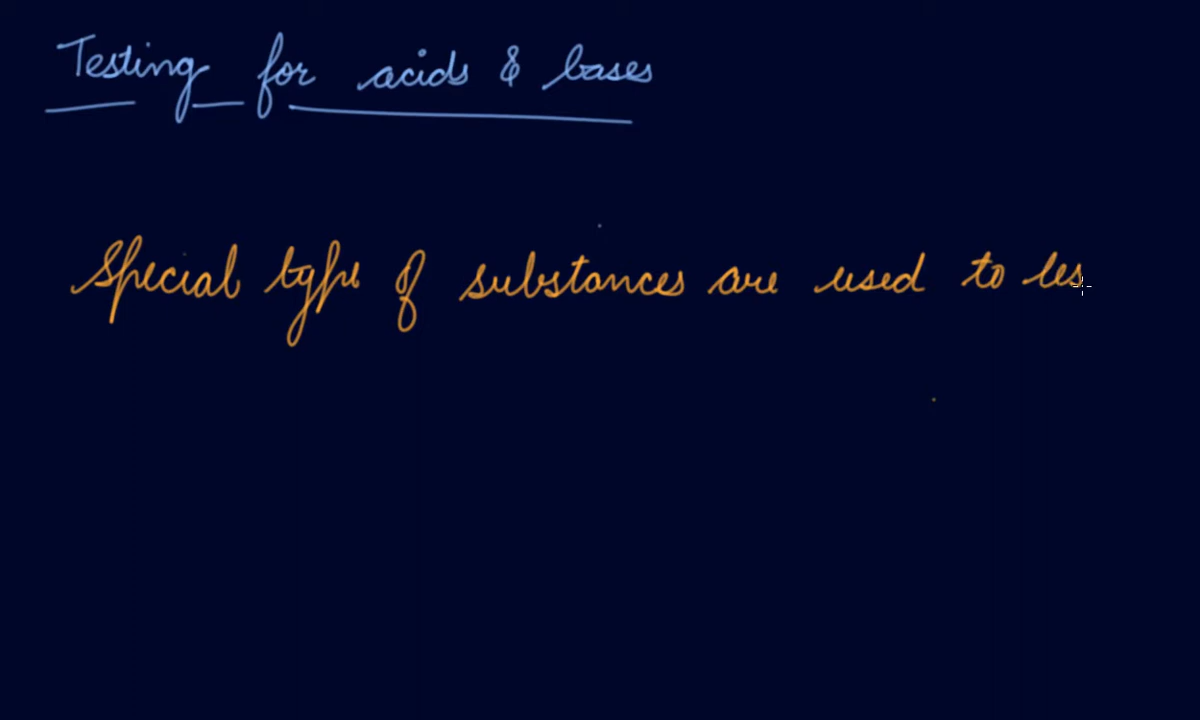 Testing for acids & bases
Special type of substances are used to tes